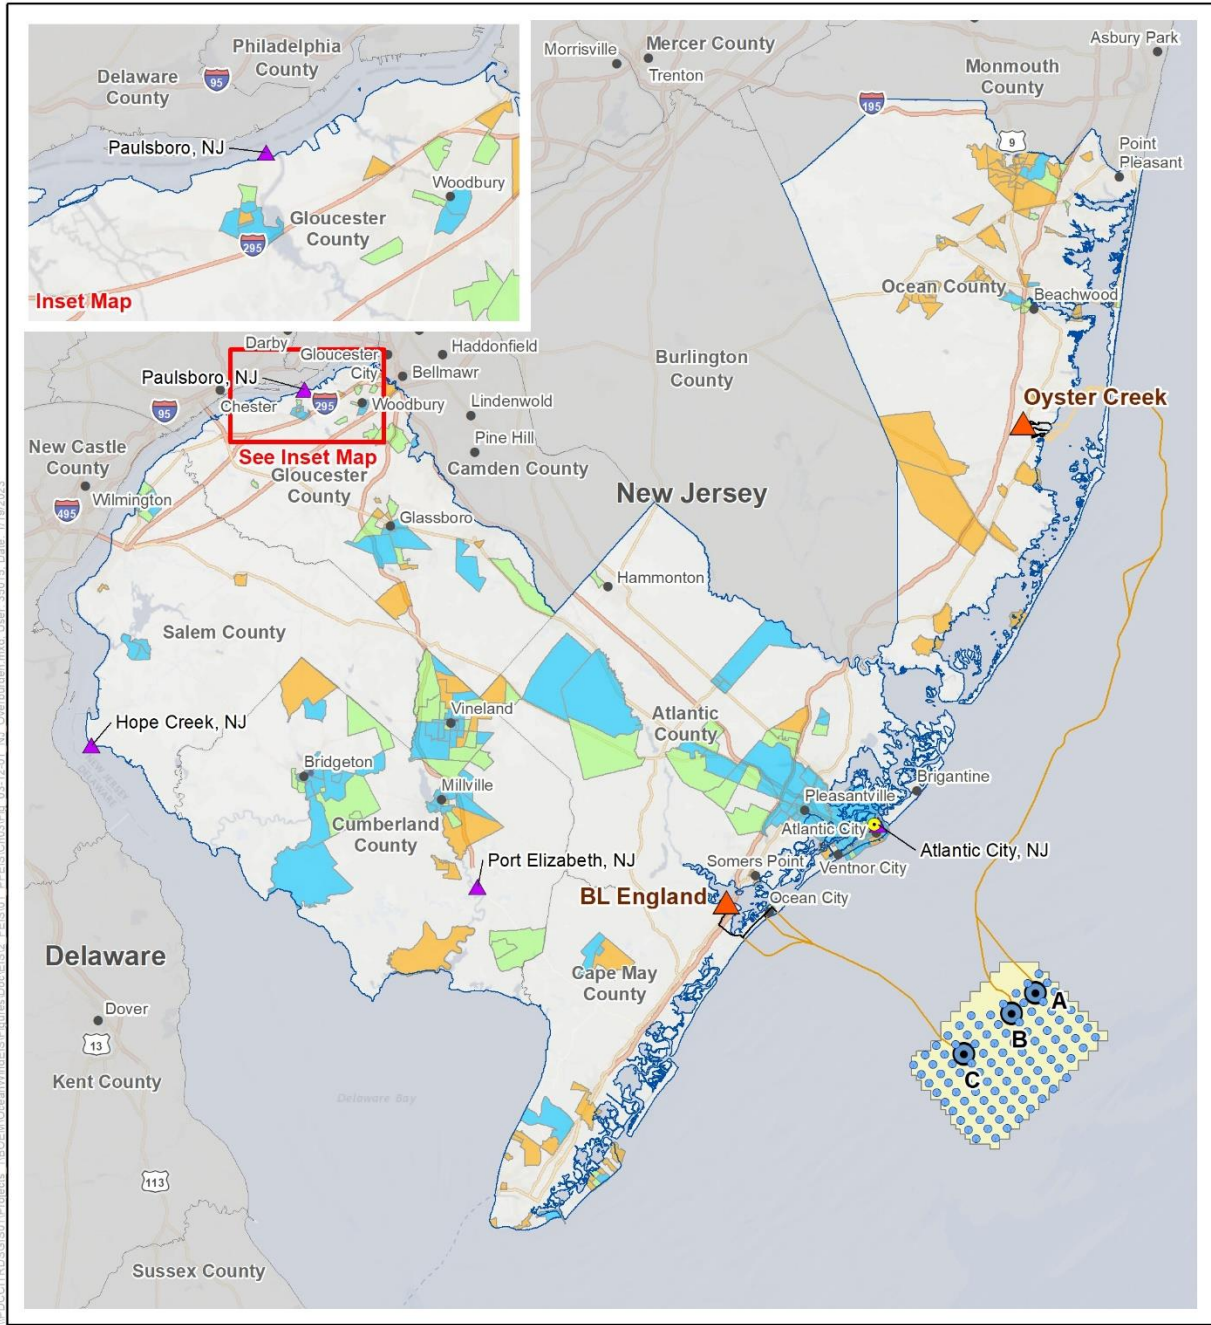 Philadelphia
County
Delaware
County
95
Paulsboro, NJ
Woodbury
Gloucester
County
295
Inset Map
Morrisville
Mercer County
Trenton
Asbury Park
Monmouth
County
195
9
Point
Pleasant
Ocean County
Beachwood
Burlington
County
Oyster Creek
Darby
Gloucester
City
Haddonfield
Bellmawr
Paulsboro, NJ
Chester
295
Woodbury
Lindenwold
95
Pine Hill
See Inset Map
Camden County
New Castle
County
Gloucester
County
Wilmington
495
New Jersey
Glassboro
Hammonton
Salem County
Hope Creek, NJ
NEW JERSEY
DELAWARE
Vineland
Atlantic
County
Bridgeton
Millville
Brigantine
Pleasantville
Cumberland
County
Atlantic City
Atlantic City, NJ
Port Elizabeth, NJ
Somers Point
Ventnor City
BL England
Ocean City
Delaware
Cape May
County
Dover
13
Kent County
A
B
C
Delaware Bay
113
Sussex County